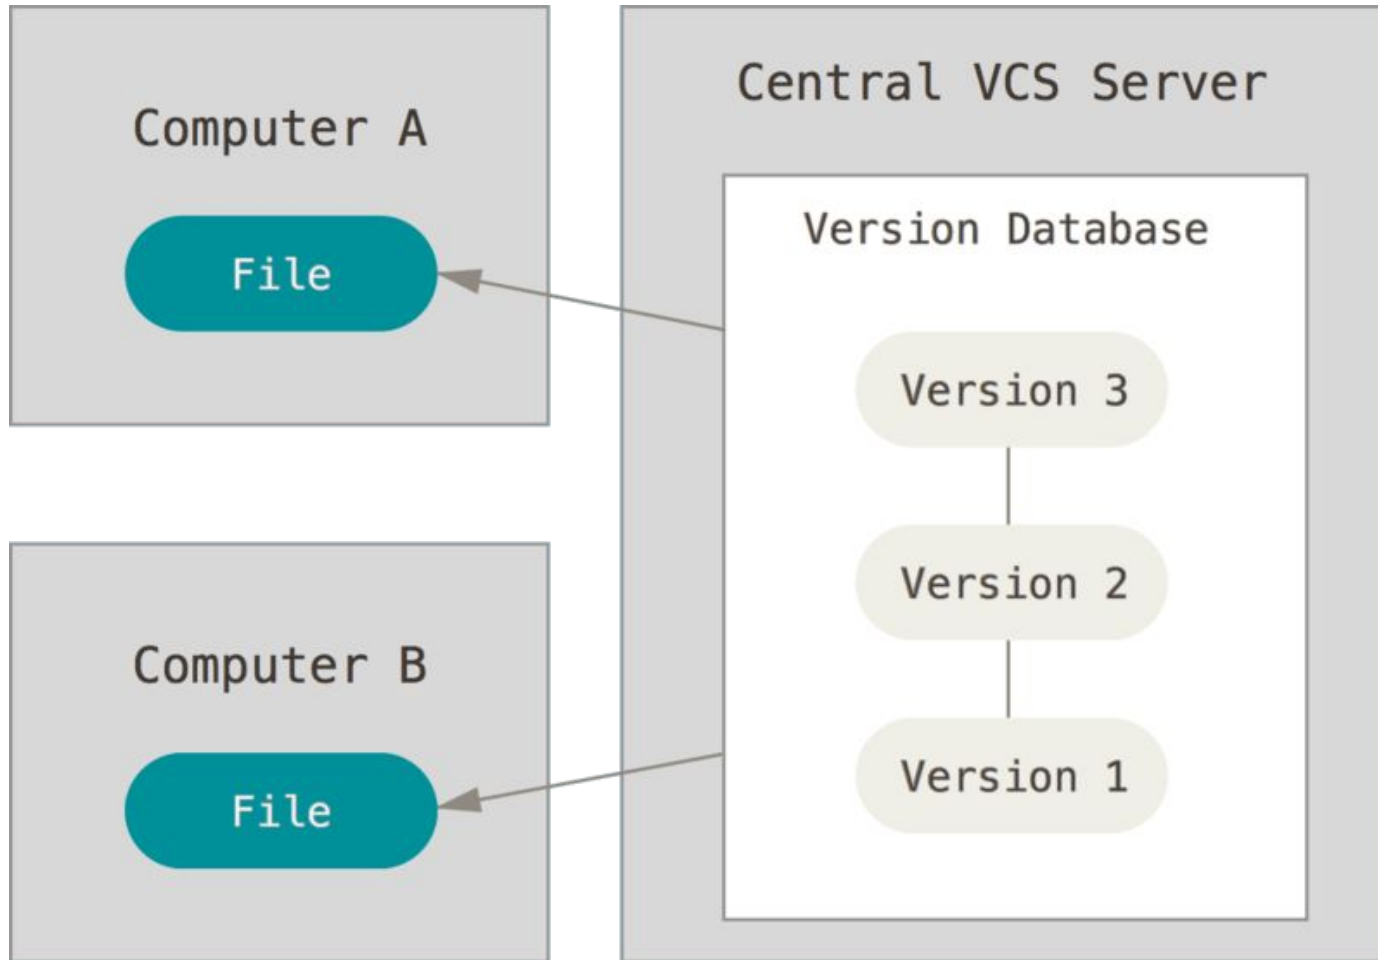 Computer A
File
Computer B
File
Central VCS Server
Version Database
Version 3
Version 2
Version 1